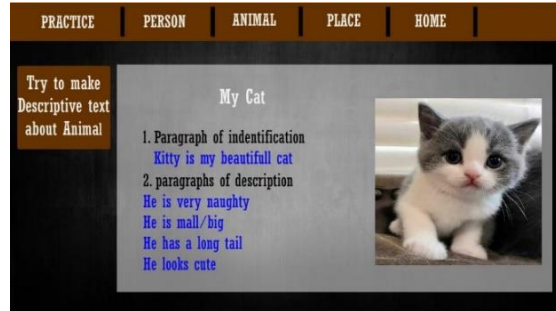 PRACTICE
PERSON
ANIMAL
PLACE
HOME
Try to make
Descriptive text
about Animal
My Cat
1. Paragraph of indentification
Kitty is my beautifull cat
2. paragraphs of description
He is very naughty
He is mall/big
He has a long tail
He looks cute